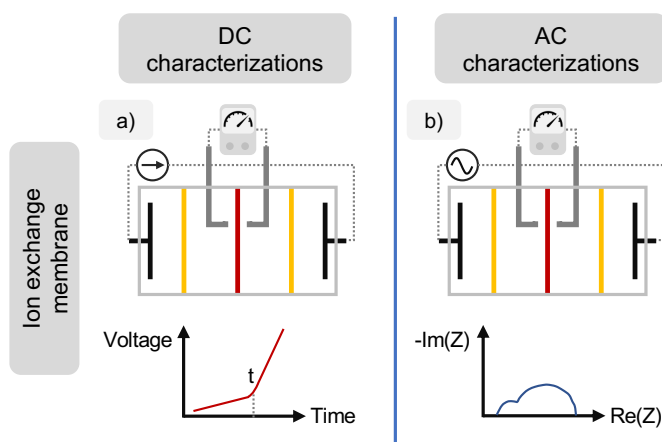 DC
characterizations
AC
characterizations
a)
b)
Ion exchange
membrane
Voltage
t
Time
-Im(Z)
Re(Z)